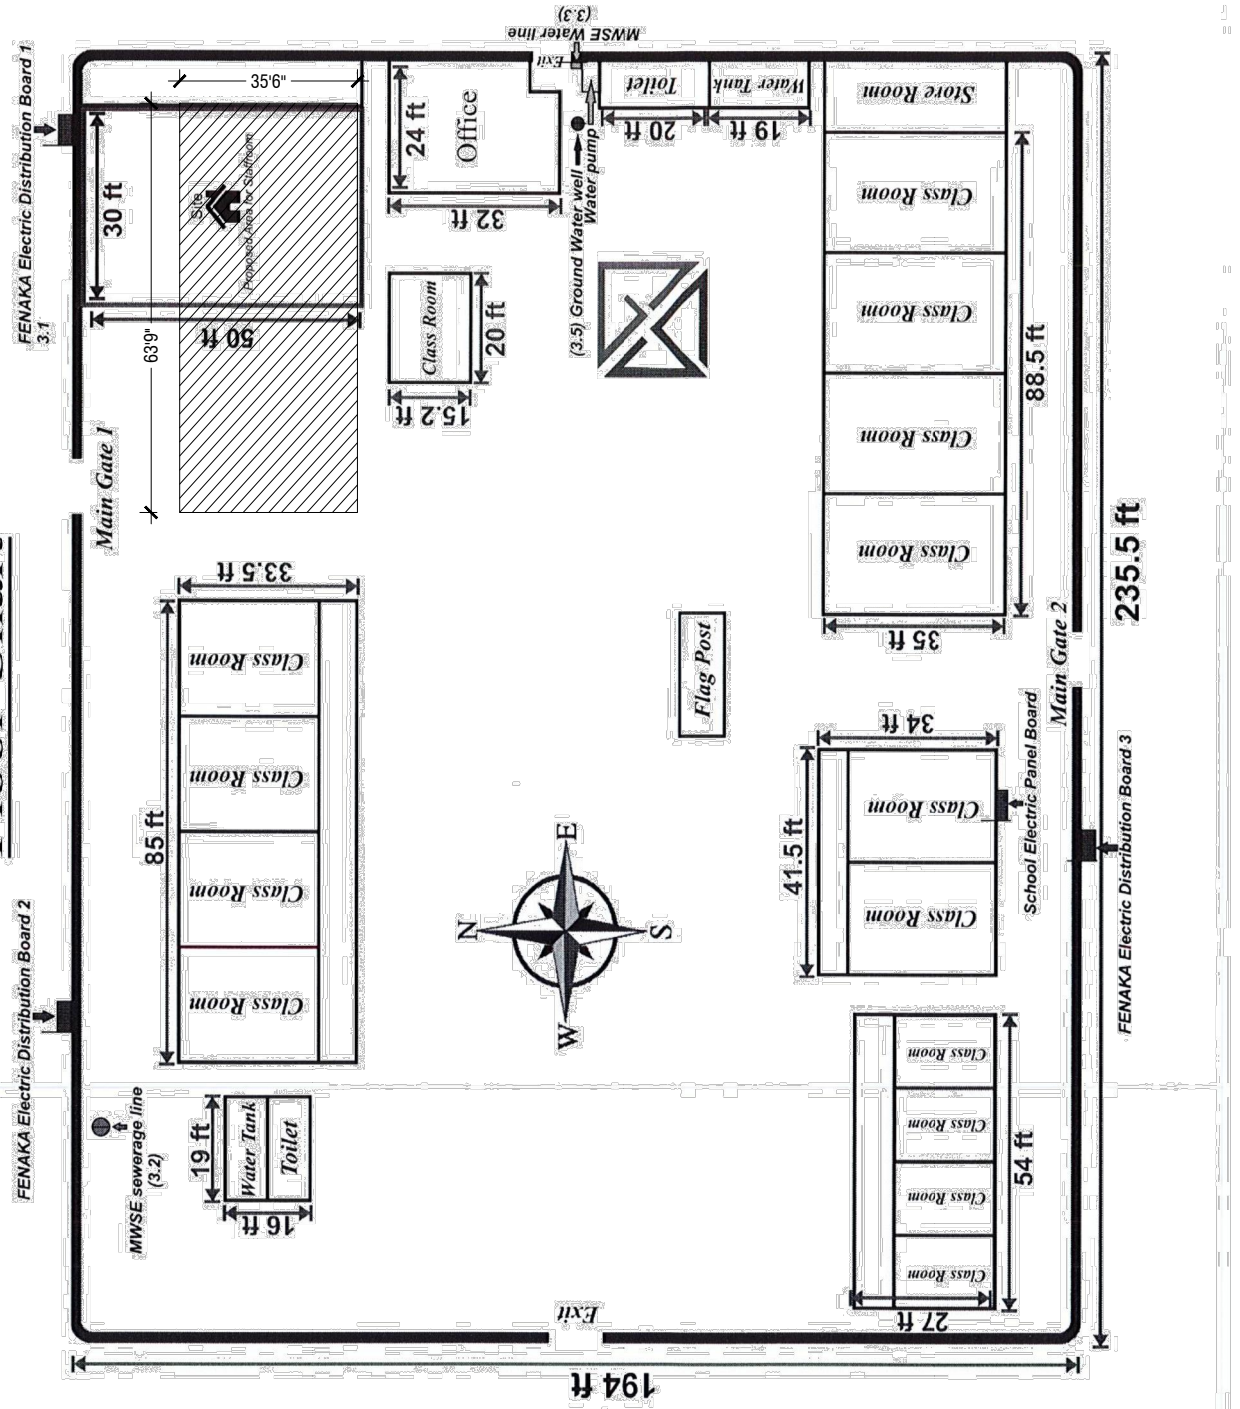 MWSE Water line
(3.3)
FENAKA Electric Distribution Board 1
3.1
35'6"
Exit
30 ft
Site
Proposed Area for Staffroom
63'9"
50 ft
24 ft
Office
32 ft
(3.5) Ground Water well
Water pump
Toilet
20 ft
Water Tank
19 ft
Store Room
Class Room
Class Room
Class Room
Class Room
88.5 ft
35 ft
Class Room
20 ft
15.2 ft
Main Gate 1
33.5 ft
85 ft
Class Room
Class Room
Class Room
Class Room
Flag Post
Main Gate 2
235.5 ft
34 ft
41.5 ft
Class Room
Class Room
School Electric Panel Board
FENAKA Electric Distribution Board 3
FENAKA Electric Distribution Board 2
N
E
S
W
MWSE sewerage line
(3.2)
19 ft
Water Tank
Toilet
16 ft
Class Room
Class Room
Class Room
Class Room
54 ft
27 ft
Exit
194 ft